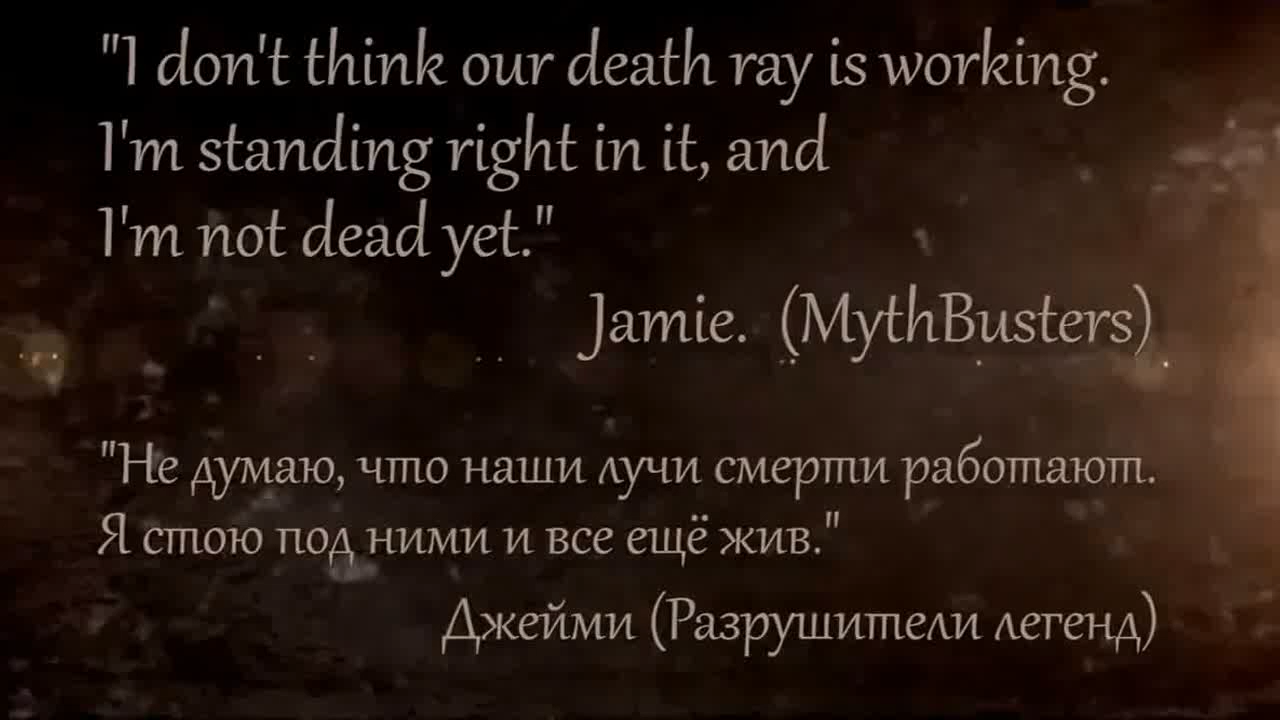 "I don't think our death ray is working.
I'm standing right in it, and
I'm not dead yet."
Jamie. (MythBusters)
"Не думаю, что наши лучи смерти работают.
Я стою под ними и все ещё жив."
Джейми (Разрушители легенд)